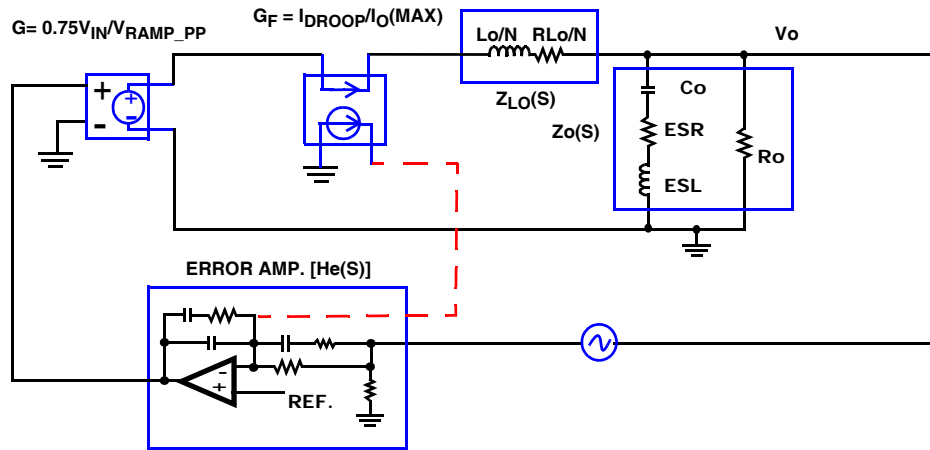 G= 0.75VIN/VRAMP_PP
GF = IDROOP/IO(MAX)
Lo/N RLo/N
ZLO(S)
Vo
Zo(S)
Co
ESR
ESL
Ro
+
-
+
-
ERROR AMP. [He(S)]
-
+
REF.